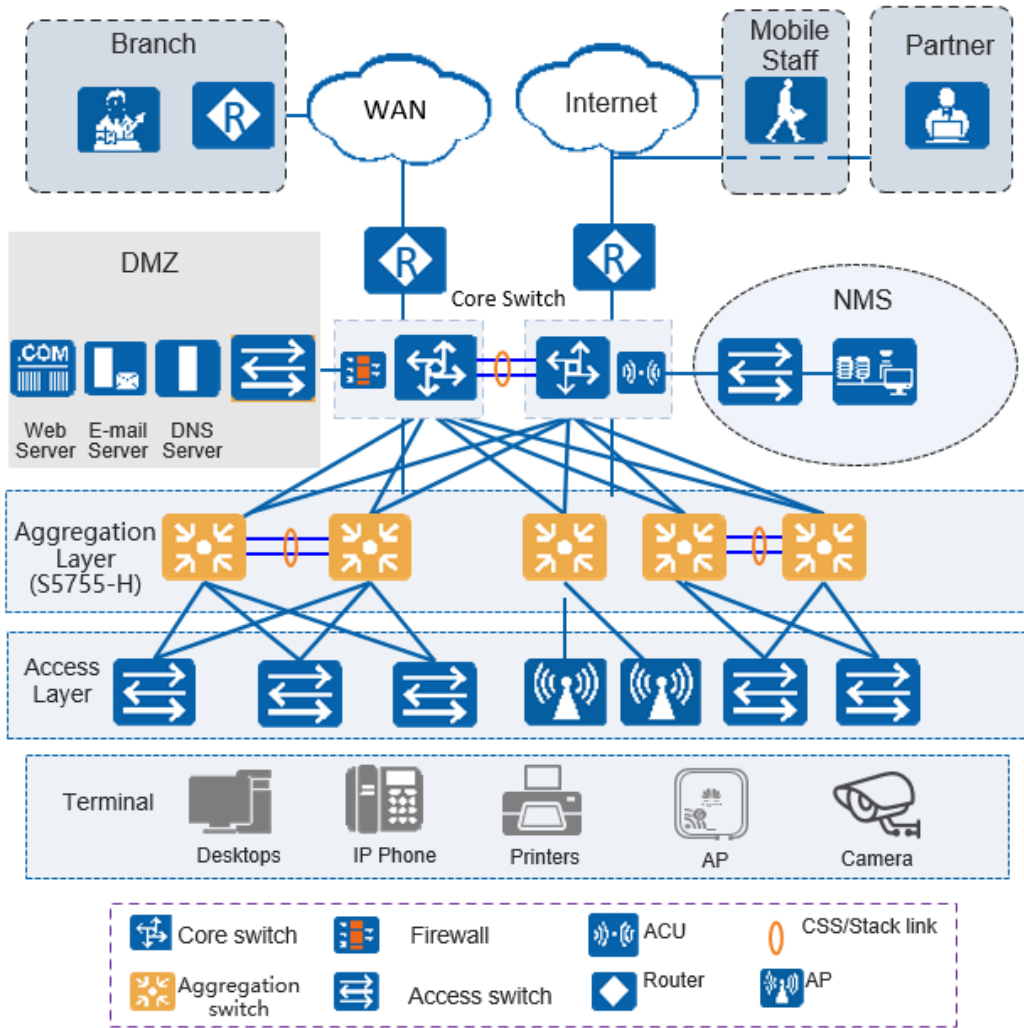 Branch
R
WAN
Internet
Mobile
Staff
Partner
DMZ
R
R
Core Switch
NMS
.COM
Web
Server
E-mail
Server
DNS
Server
Aggregation
Layer
(S5755-H)
Access
Layer
Terminal
Desktops
IP Phone
Printers
AP
Camera
Core switch
Firewall
ACU
CSS/Stack link
Aggregation
switch
Access switch
Router
AP